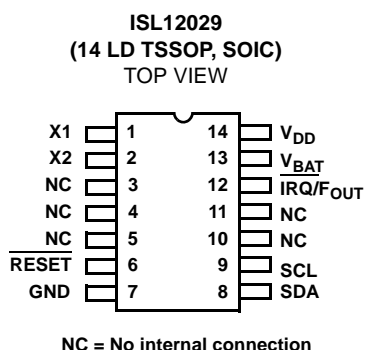 ISL12029
(14 LD TSSOP, SOIC)
TOP VIEW
X1 1 14 VDD
X2 2 13 VBAT
NC 3 12 IRQ/FOUT
NC 4 11 NC
NC 5 10 NC
RESET 6 9 SCL
GND 7 8 SDA
NC = No internal connection